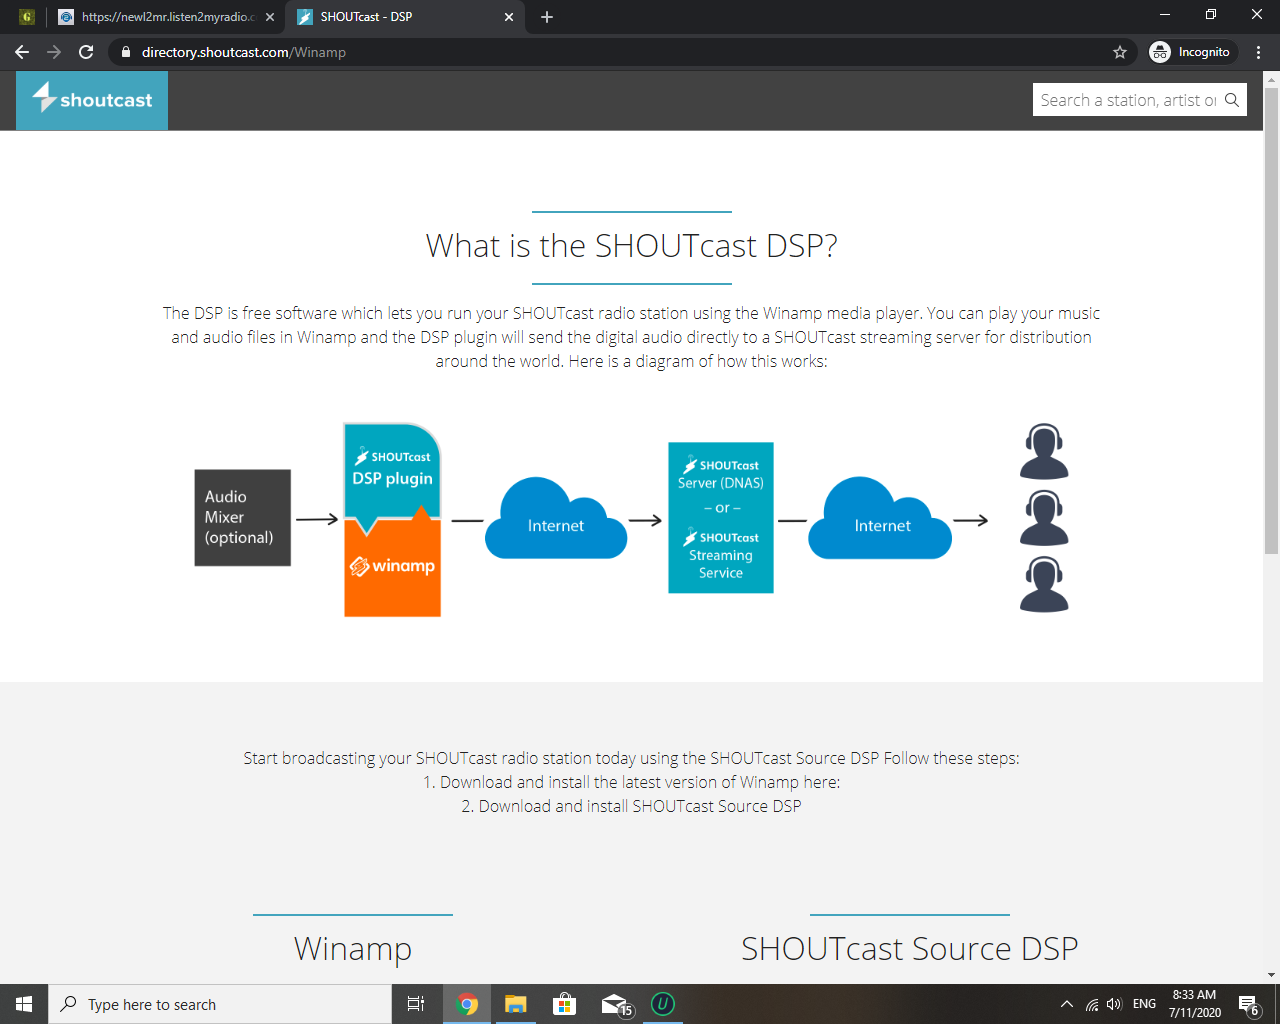 G
https://newl2mr.listen2myradio.c
SHOUTcast - DSP
directory.shoutcast.com/Winamp
Incognito
shoutcast
Search a station, artist or
What is the SHOUTcast DSP?
The DSP is free software which lets you run your SHOUTcast radio station using the Winamp media player. You can play your music
and audio files in Winamp and the DSP plugin will send the digital audio directly to a SHOUTcast streaming server for distribution
around the world. Here is a diagram of how this works:
Audio
Mixer
(optional)
SHOUTcast
DSP plugin
winamp
Internet
SHOUTcast
Server (DNAS)
– or –
SHOUTcast
Streaming
Service
Internet
Start broadcasting your SHOUTcast radio station today using the SHOUTcast Source DSP Follow these steps:
1. Download and install the latest version of Winamp here:
2. Download and install SHOUTcast Source DSP
Winamp
SHOUTcast Source DSP
Type here to search
15
U
ENG
8:33 AM
7/11/2020
6